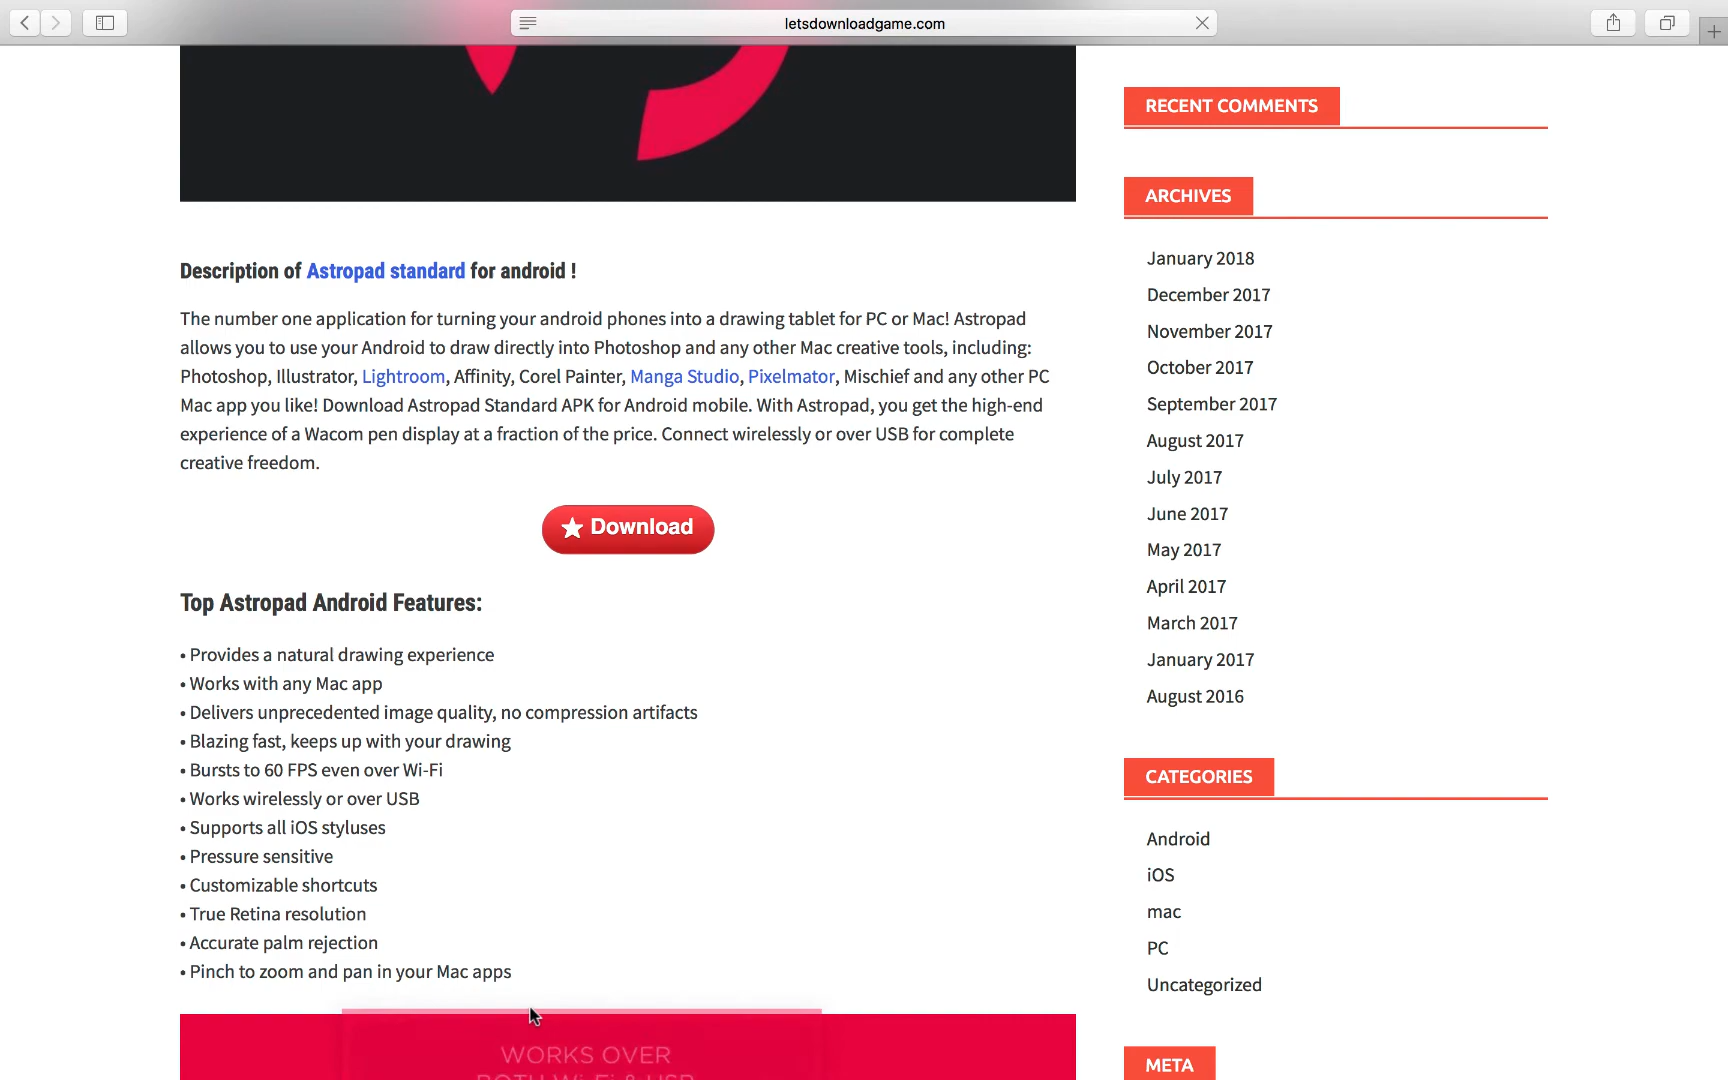 letsdownloadgame.com
Description of Astropad standard for android !
The number one application for turning your android phones into a drawing tablet for PC or Mac! Astropad
allows you to use your Android to draw directly into Photoshop and any other Mac creative tools, including:
Photoshop, Illustrator, Lightroom, Affinity, Corel Painter, Manga Studio, Pixelmator, Mischief and any other PC
Mac app you like! Download Astropad Standard APK for Android mobile. With Astropad, you get the high-end
experience of a Wacom pen display at a fraction of the price. Connect wirelessly or over USB for complete
creative freedom.
Download
Top Astropad Android Features:
• Provides a natural drawing experience
• Works with any Mac app
• Delivers unprecedented image quality, no compression artifacts
• Blazing fast, keeps up with your drawing
• Bursts to 60 FPS even over Wi-Fi
• Works wirelessly or over USB
• Supports all iOS styluses
• Pressure sensitive
• Customizable shortcuts
• True Retina resolution
• Accurate palm rejection
• Pinch to zoom and pan in your Mac apps
WORKS OVER
BOTH Wi-Fi & USB
RECENT COMMENTS
ARCHIVES
January 2018
December 2017
November 2017
October 2017
September 2017
August 2017
July 2017
June 2017
May 2017
April 2017
March 2017
January 2017
August 2016
CATEGORIES
Android
iOS
mac
PC
Uncategorized
META